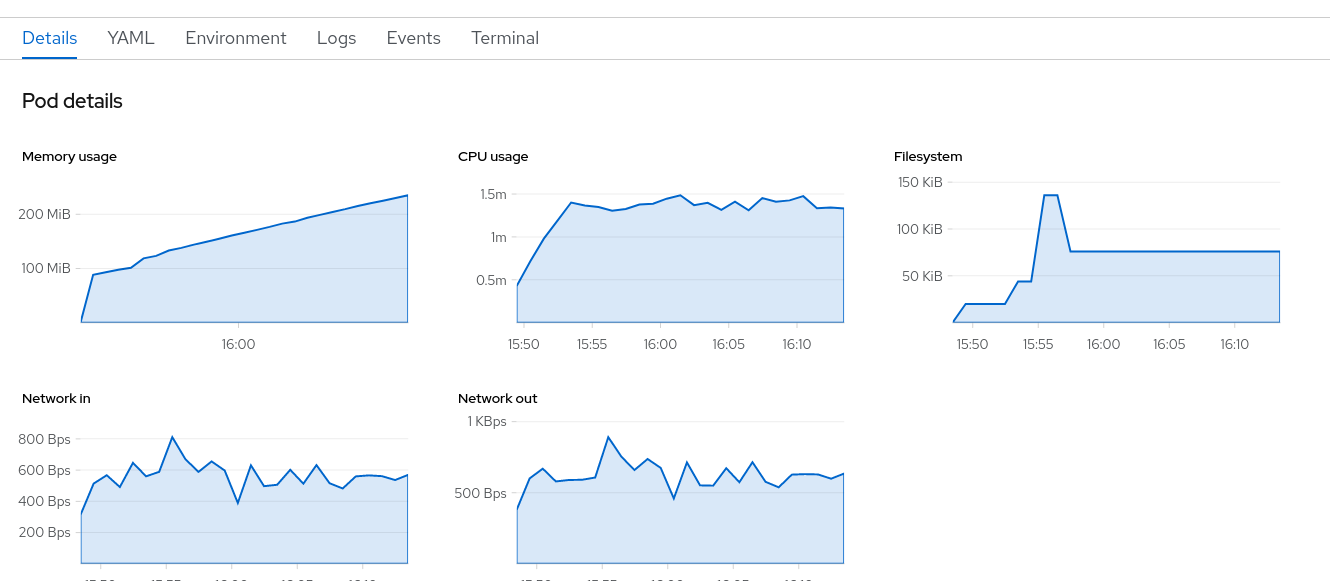 Details YAML Environment Logs Events Terminal
Pod details
Memory usage
200 MiB
100 MiB
16:00
CPU usage
1.5m
1m
0.5m
15:50 15:55 16:00 16:05 16:10
Filesystem
150 KiB
100 KiB
50 KiB
15:50 15:55 16:00 16:05 16:10
Network in
800 Bps
600 Bps
400 Bps
200 Bps
Network out
1 KBps
500 Bps